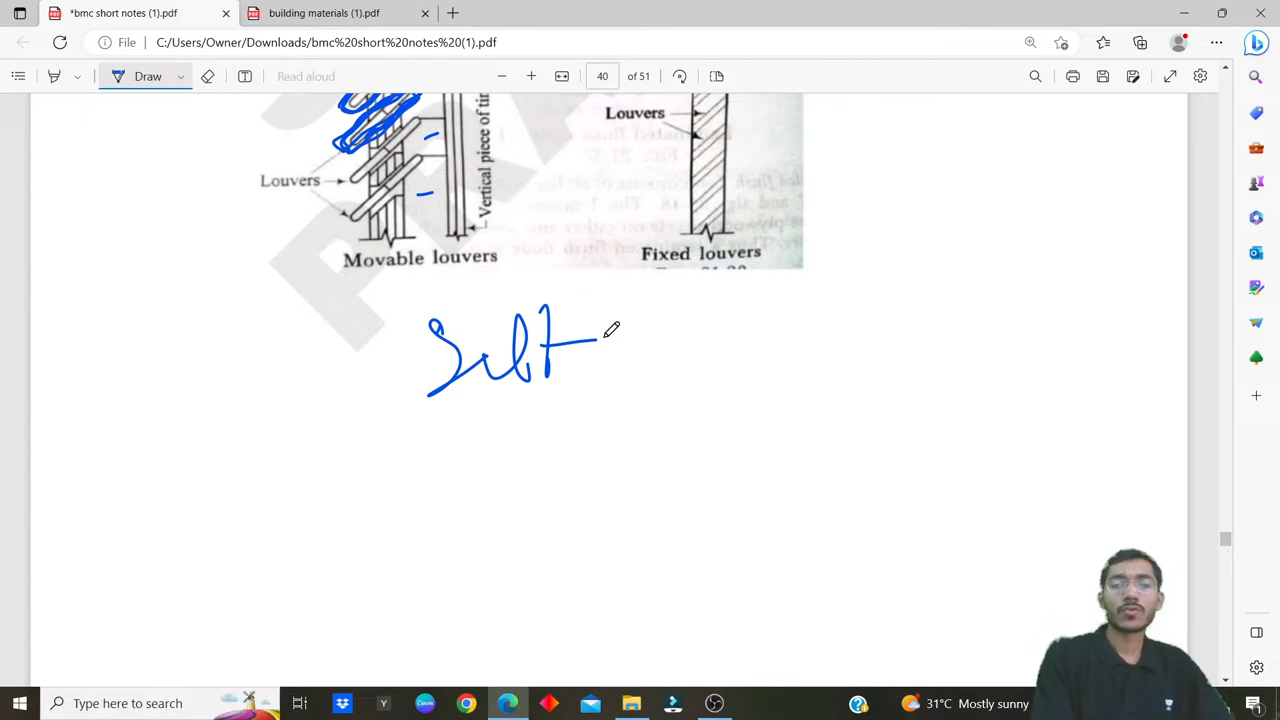 *bmc short notes (1).pdf
building materials (1).pdf
File C:/Users/Owner/Downloads/bmc%20short%20notes%20(1).pdf
Draw
Read aloud
40 of 51
Louvers
Vertical piece of tim
Louvers
Movable louvers
Fixed louvers
Type here to search
31°C Mostly sunny